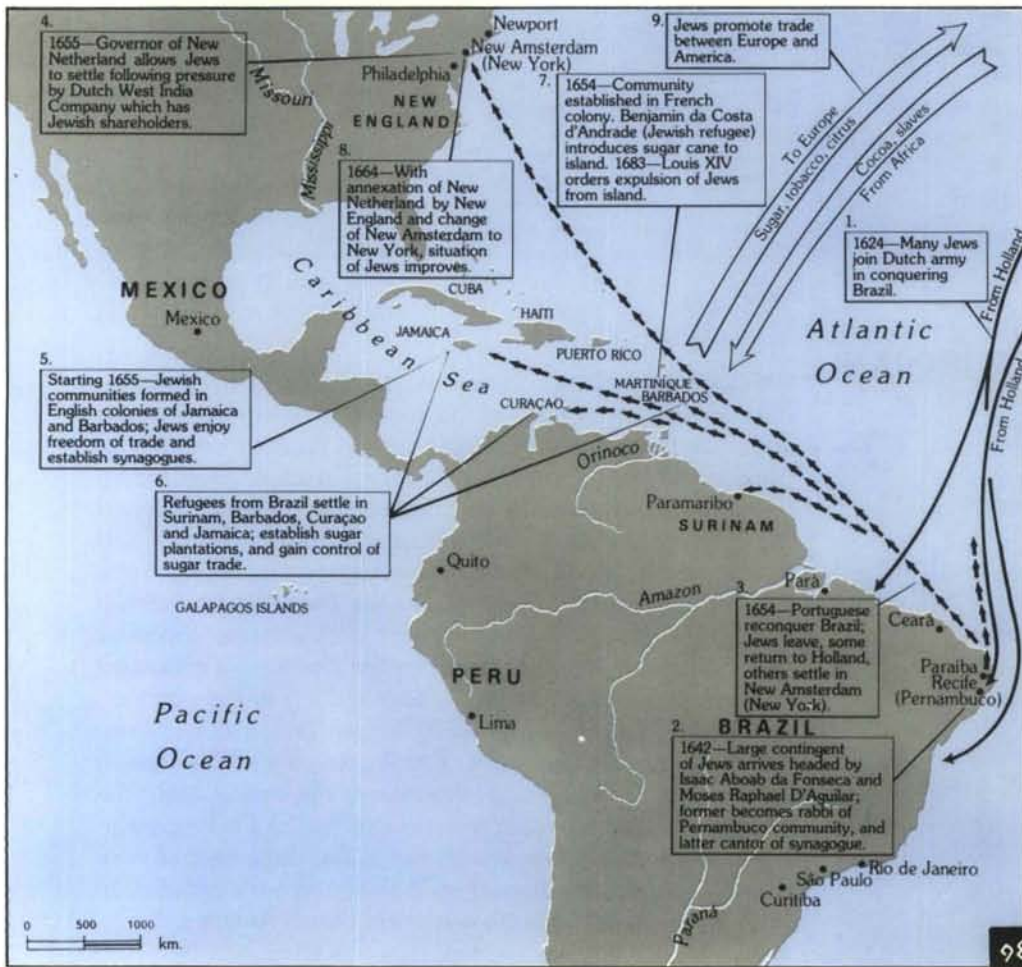 4.
1655—Governor of New
Netherland allows Jews
to settle following pressure
by Dutch West India
Company which has
Jewish shareholders.
Newport
New Amsterdam
(New York)
Philadelphia
NEW
ENGLAND
Missouri
Mississippi
9.
Jews promote trade
between Europe and
America.
7.
1654—Community
established in French
colony. Benjamin da Costa
d'Andrade (Jewish refugee)
introduces sugar cane to
island. 1683—Louis XIV
orders expulsion of Jews
from island.
To Europe
Sugar, tobacco, citrus
Cocoa, slaves
From Africa
8.
1664—With
annexation of New
Netherland by New
England and change
of New Amsterdam to
New York, situation
of Jews improves.
1.
1624—Many Jews
join Dutch army
in conquering
Brazil.
From Holland
From Holland
MEXICO
Mexico
Caribbean
Sea
CUBA
HAITI
JAMAICA
PUERTO RICO
Atlantic
Ocean
5.
Starting 1655—Jewish
communities formed in
English colonies of Jamaica
and Barbados; Jews enjoy
freedom of trade and
establish synagogues.
MARTINIQUE
BARBADOS
CURAÇAO
Orinoco
6.
Refugees from Brazil settle in
Surinam, Barbados, Curaçao
and Jamaica; establish sugar
plantations, and gain control of
sugar trade.
Paramaribo
SURINAM
Quito
GALAPAGOS ISLANDS
Amazon
Pará
3.
1654—Portuguese
reconquer Brazil;
Jews leave, some
return to Holland,
others settle in
New Amsterdam
(New York).
Ceará
Paraiba
Recife
(Pernambuco)
PERU
Lima
Pacific
Ocean
BRAZIL
2.
1642—Large contingent
of Jews arrives headed by
Isaac Aboab da Fonseca and
Moses Raphael D'Aguilar;
former becomes rabbi of
Pernambuco community, and
latter cantor of synagogue.
Rio de Janeiro
São Paulo
Curitiba
Paraná
0 500 1000
km.
98